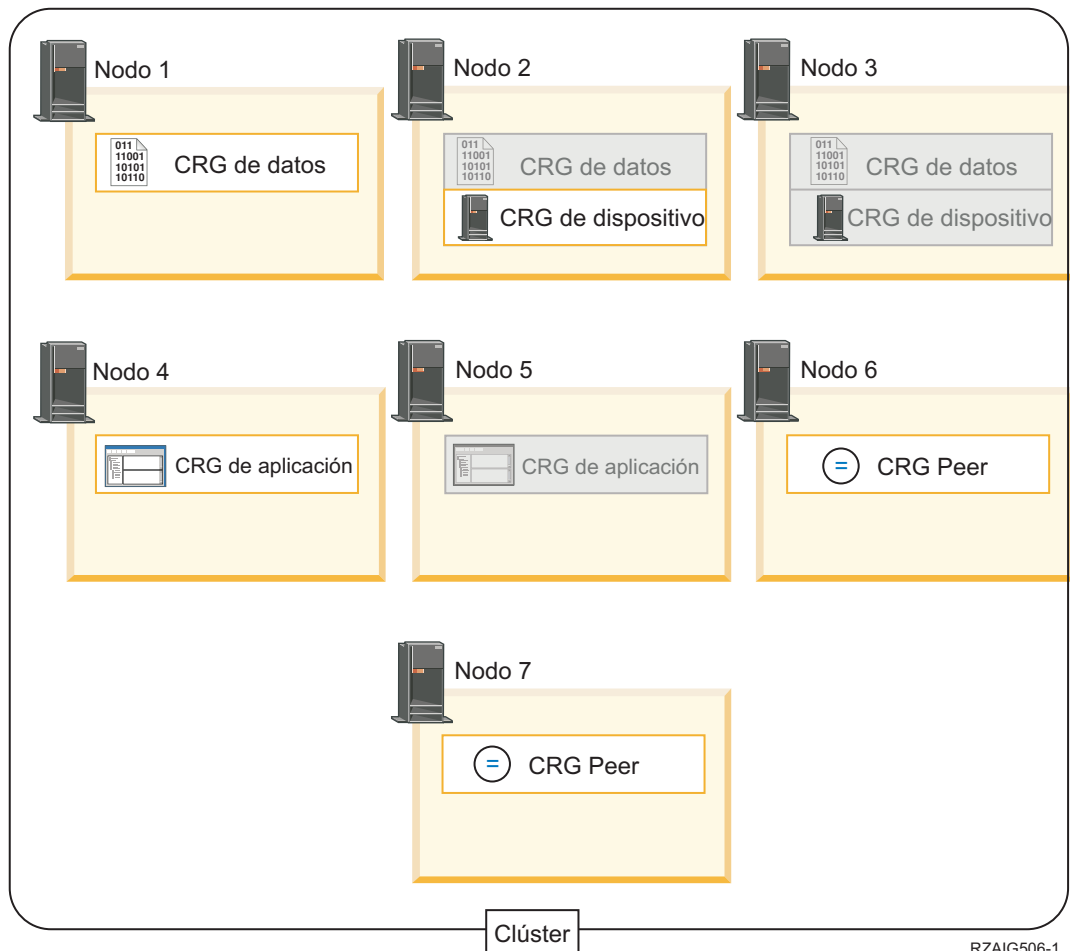 Nodo 1
011
11001
10101
10110
CRG de datos
Nodo 2
011
11001
10101
10110
CRG de datos
CRG de dispositivo
Nodo 3
011
11001
10101
10110
CRG de datos
CRG de dispositivo
Nodo 4
CRG de aplicación
Nodo 5
CRG de aplicación
Nodo 6
= CRG Peer
Nodo 7
= CRG Peer
Clúster
RZAIG506-1